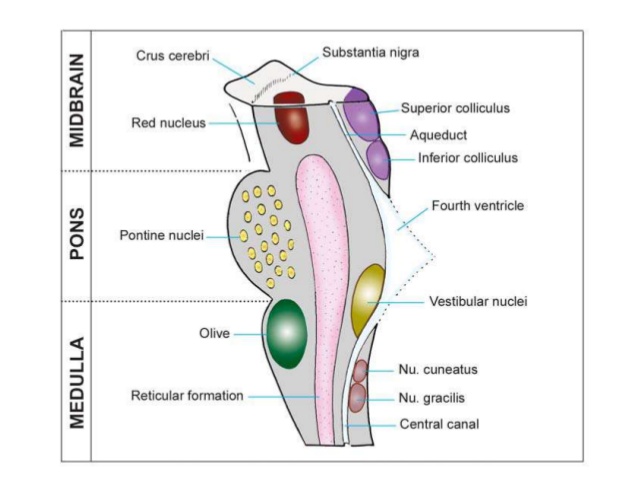 MIDBRAIN
Crus cerebri
Substantia nigra
Red nucleus
Superior colliculus
Aqueduct
Inferior colliculus
PONS
Fourth ventricle
Pontine nuclei
Vestibular nuclei
MEDULLA
Olive
Nu. cuneatus
Reticular formation
Nu. gracilis
Central canal